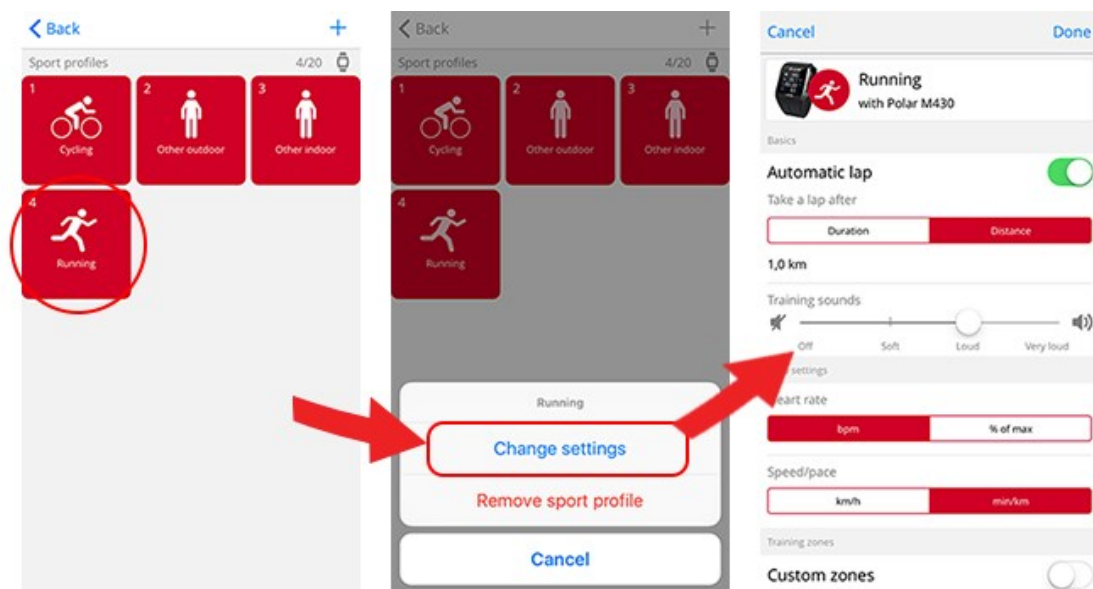 Back
+
Sport profiles 4/20
1
Cycling
2
Other outdoor
3
Other indoor
4
Running
Back
+
Sport profiles 4/20
1
Cycling
2
Other outdoor
3
Other indoor
4
Running
Running
Change settings
Remove sport profile
Cancel
Cancel Done
Running
with Polar M430
Basics
Automatic lap
Take a lap after
Duration Distance
1,0 km
Training sounds
Off Soft Loud Very loud
settings
eart rate
bpm % of max
Speed/pace
km/h min/km
Training zones
Custom zones